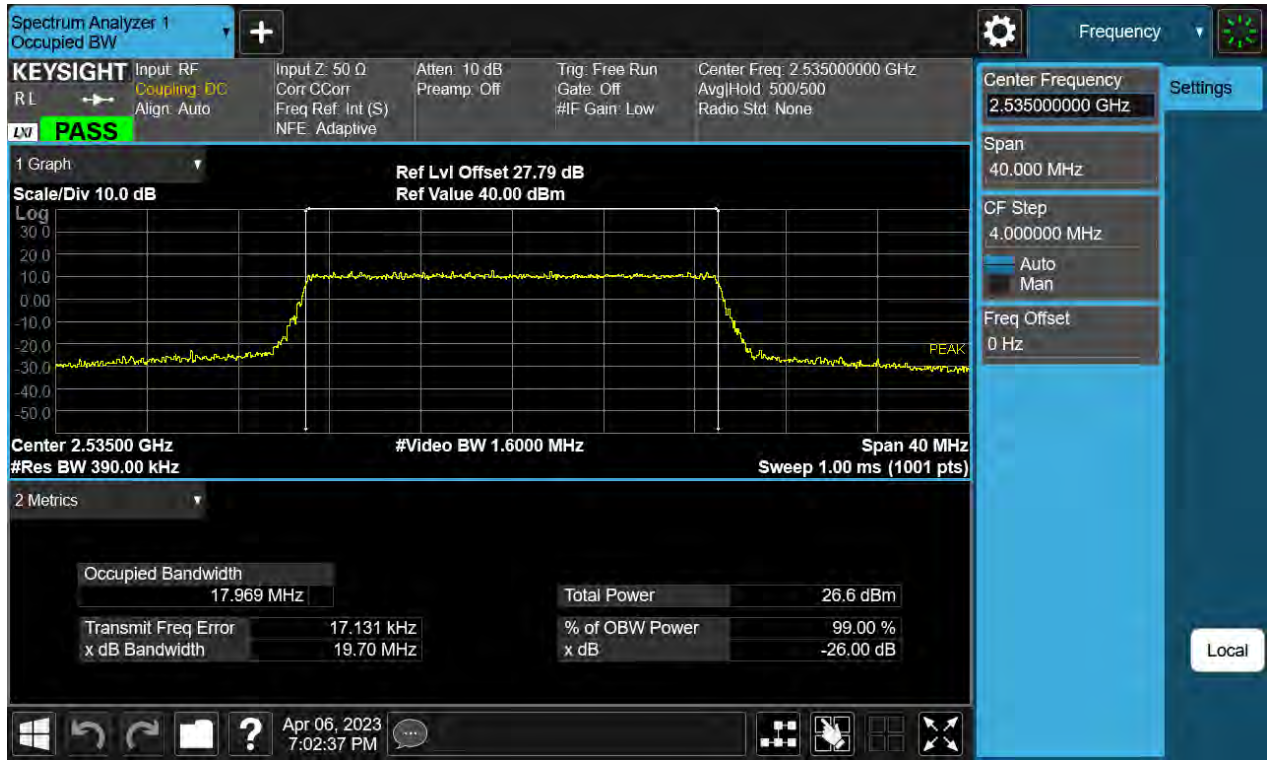 Spectrum Analyzer 1
Occupied BW
+
Frequency
KEYSIGHT
RL
LXI
PASS
Input: RF
Coupling: DC
Align: Auto
Input Z: 50 Ω
Corr CCorr
Freq Ref: Int (S)
NFE: Adaptive
Atten: 10 dB
Preamp: Off
Trig: Free Run
Gate: Off
#IF Gain: Low
Center Freq: 2.535000000 GHz
Avg|Hold: 500/500
Radio Std: None
1 Graph
Scale/Div 10.0 dB
Ref Lvl Offset 27.79 dB
Ref Value 40.00 dBm
Log
30.0
20.0
10.0
0.00
-10.0
-20.0
-30.0
-40.0
-50.0
PEAK
Center 2.53500 GHz
#Video BW 1.6000 MHz
Span 40 MHz
#Res BW 390.00 kHz
Sweep 1.00 ms (1001 pts)
2 Metrics
Occupied Bandwidth
17.969 MHz
Total Power 26.6 dBm
Transmit Freq Error 17.131 kHz
% of OBW Power 99.00 %
x dB Bandwidth 19.70 MHz
x dB -26.00 dB
Center Frequency
2.535000000 GHz
Settings
Span
40.000 MHz
CF Step
4.000000 MHz
Auto
Man
Freq Offset
0 Hz
Local
?
Apr 06, 2023
7:02:37 PM